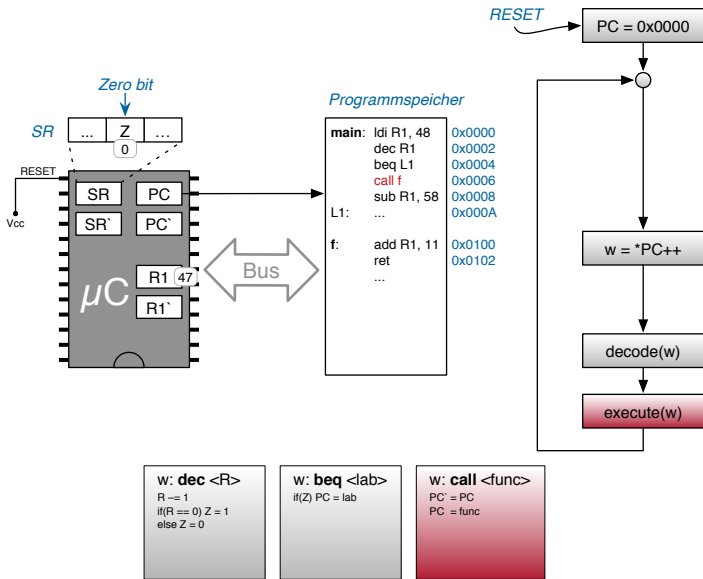 RESET
PC = 0x0000
Zero bit
SR
... Z ...
0
Programmspeicher
RESET
Vcc
SR PC
SR` PC`
R1 47
R1`
µC
Bus
main: ldi R1, 48 0x0000
dec R1 0x0002
beq L1 0x0004
call f 0x0006
sub R1, 58 0x0008
L1: ... 0x000A
f: add R1, 11 0x0100
ret 0x0102
...
w = *PC++
decode(w)
execute(w)
w: dec <R>
R −= 1
if(R == 0) Z = 1
else Z = 0
w: beq <lab>
if(Z) PC = lab
w: call <func>
PC` = PC
PC = func